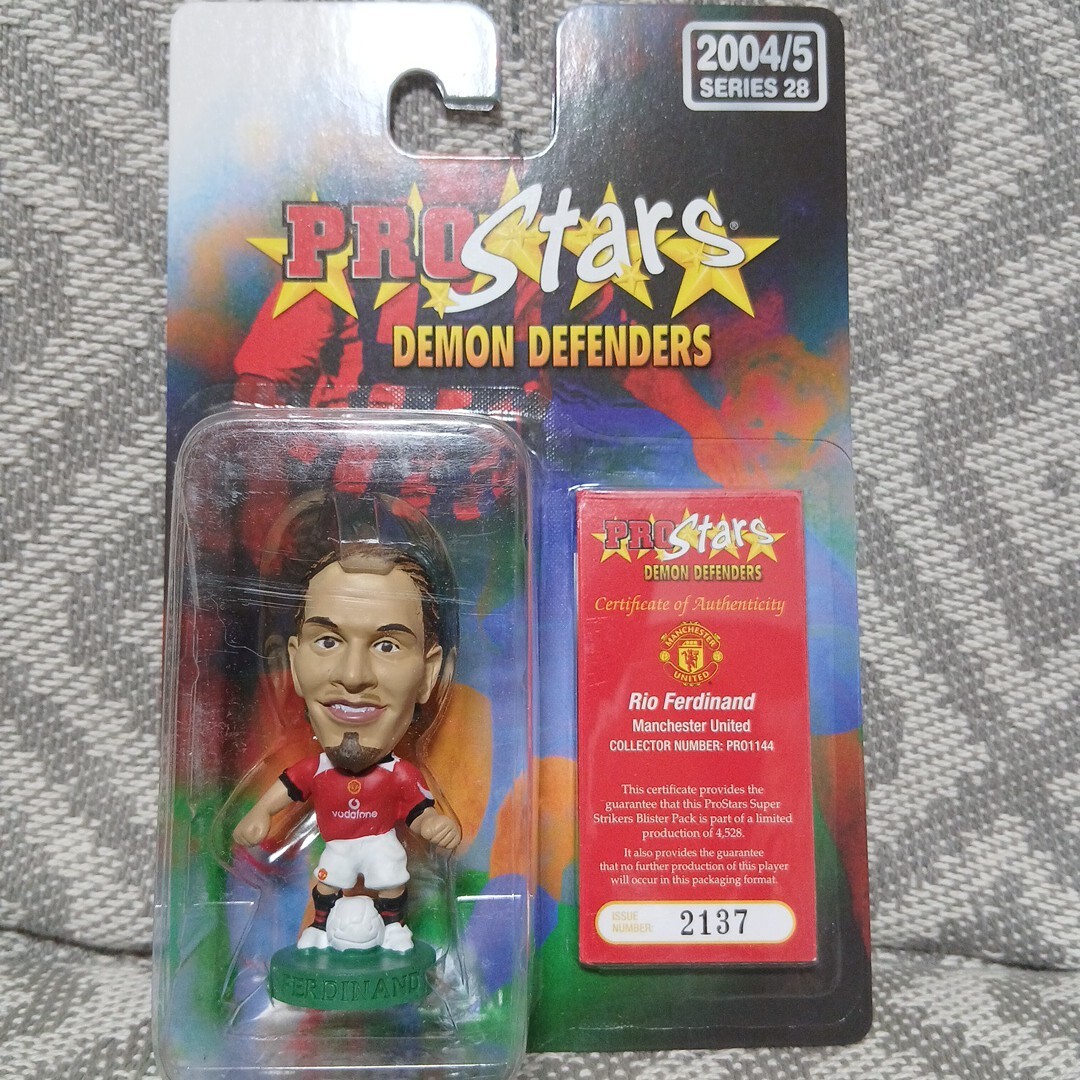 2004/5
SERIES 28
PROStars®
DEMON DEFENDERS
PROStars
DEMON DEFENDERS
Certificate of Authenticity
MANCHESTER
UNITED
Rio Ferdinand
Manchester United
COLLECTOR NUMBER: PRO1144
This certificate provides the
guarantee that this ProStars Super
Strikers Blister Pack is part of a limited
production of 4,528.
It also provides the guarantee
that no further production of this player
will occur in this packaging format.
ISSUE
NUMBER: 2137
vodafone
FERDINAND